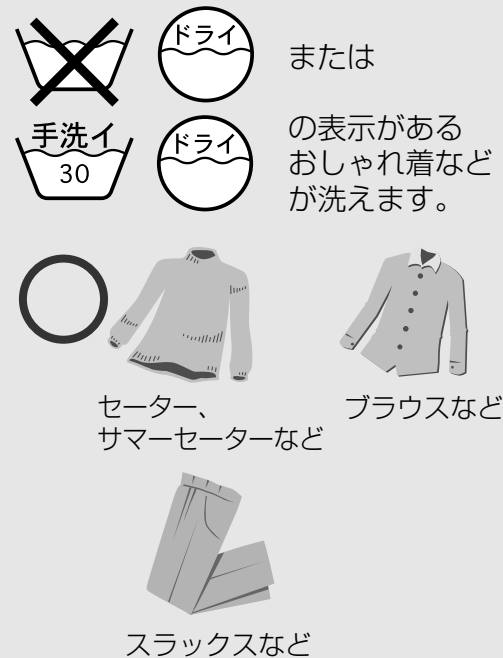 ドライ
または
手洗イ
30
ドライ
の表示がある
おしゃれ着など
が洗えます。
セーター、
サマーセーターなど
ブラウスなど
スラックスなど